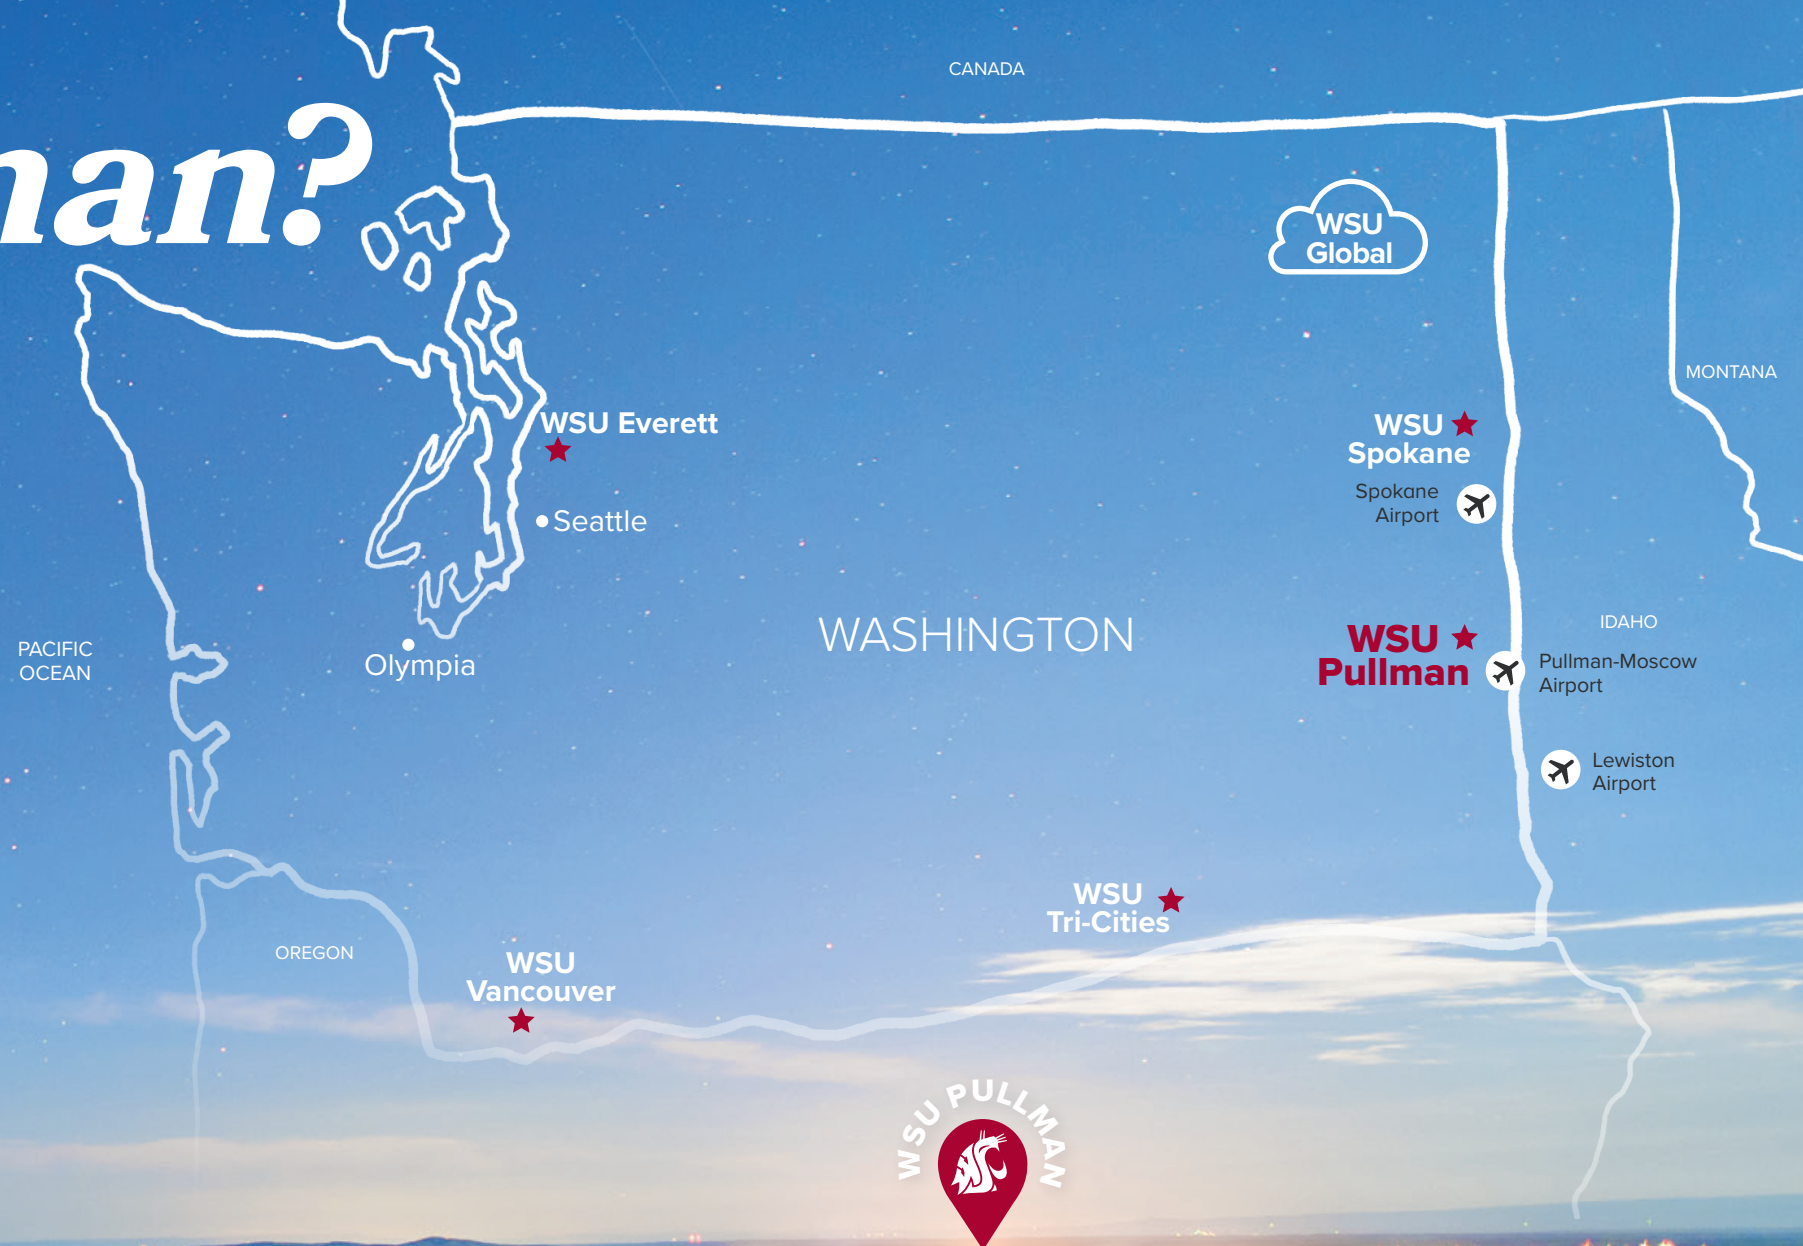 CANADA
man?
WSU
Global
MONTANA
WSU Everett
WSU
Spokane
Spokane
Airport
Seattle
WASHINGTON
IDAHO
WSU
Pullman
Pullman-Moscow
Airport
PACIFIC
OCEAN
Olympia
Lewiston
Airport
WSU
Tri-Cities
OREGON
WSU
Vancouver
WSU PULLMAN